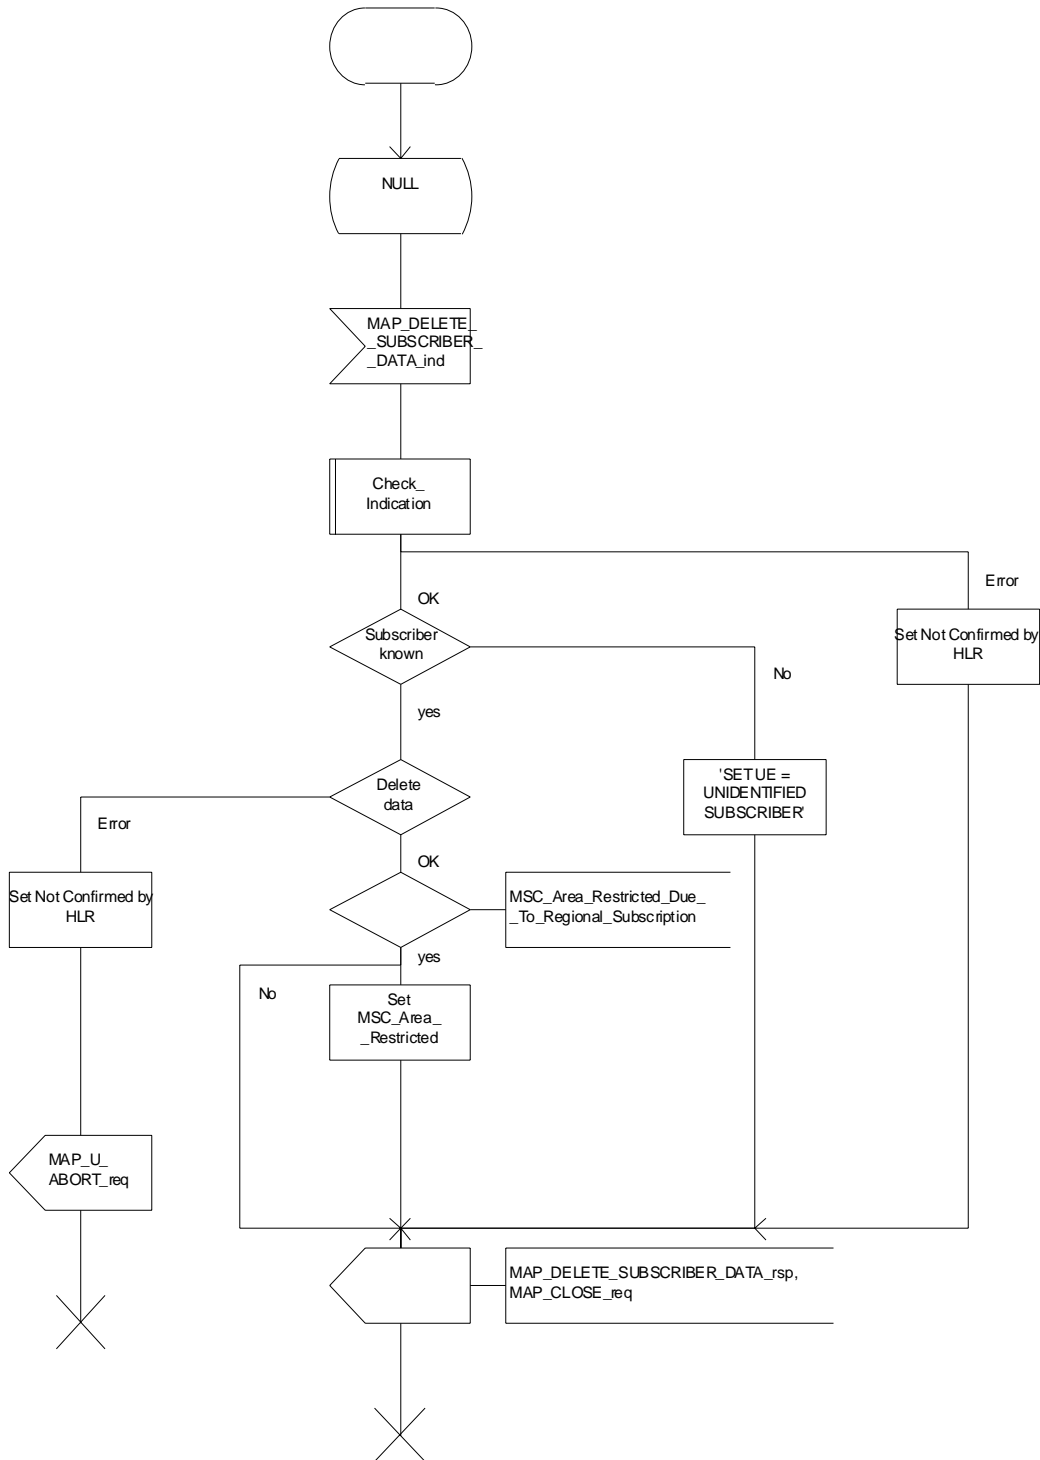 NULL
MAP_DELETE_
_SUBSCRIBER_
_DATA_ind
Check_
Indication
Error
OK
Subscriber
known
Set Not Confirmed by
HLR
No
yes
Delete
data
'SET UE =
UNIDENTIFIED
SUBSCRIBER'
Error
OK
Set Not Confirmed by
HLR
MSC_Area_Restricted_Due_
_To_Regional_Subscription
yes
No
Set
MSC_Area_
_Restricted
MAP_U_
ABORT_req
MAP_DELETE_SUBSCRIBER_DATA_rsp,
MAP_CLOSE_req